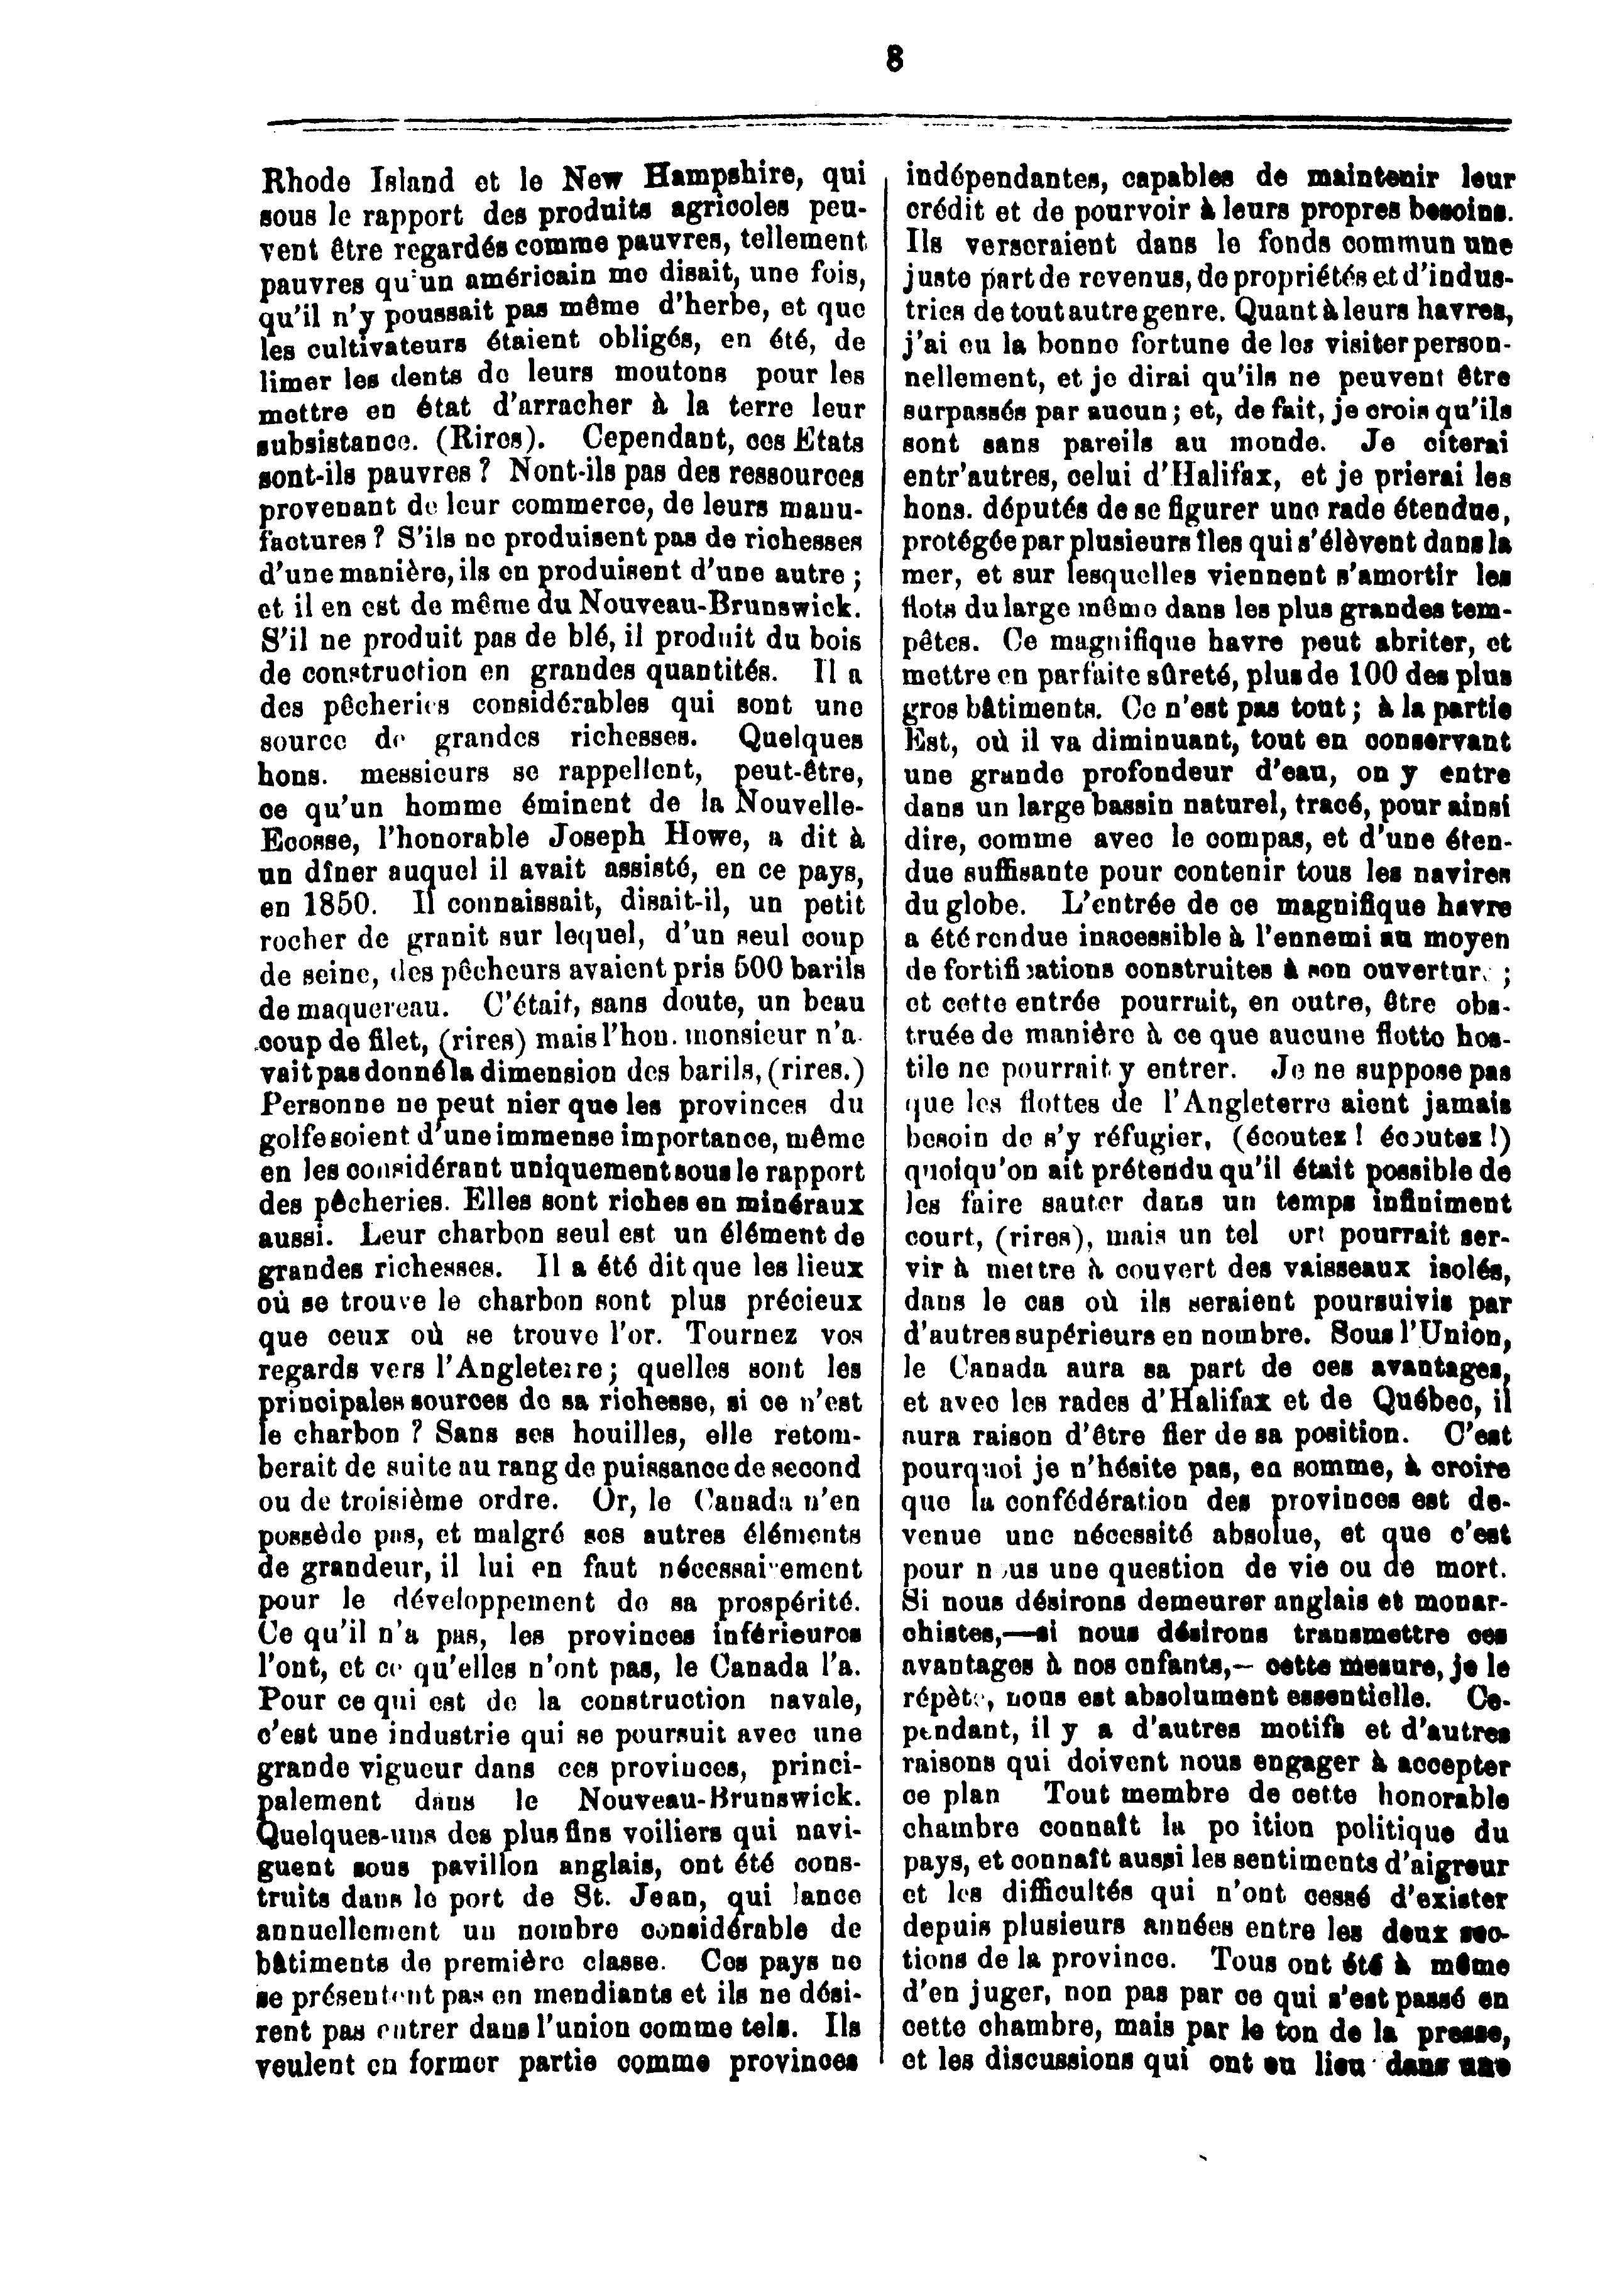 8
Rhode Island et le New Hampshire, qui
sous le rapport des produits agricoles peu-
vent être regardés comme pauvres, tellement
pauvres qu'un américain me disait, une fois,
qu'il n'y poussait pas même d'herbe, et que
les cultivateurs étaient obligés, en été, de
limer les dents de leurs moutons pour les
mettre en état d'arracher à la terre leur
subsistance. (Rires). Cependant, ces Etats
sont-ils pauvres ? Nont-ils pas des ressources
provenant de leur commerce, de leurs manu-
factures ? S'ils ne produisent pas de richesses
d'une manière, ils en produisent d'une autre ;
et il en est de même du Nouveau-Brunswick.
S'il ne produit pas de blé, il produit du bois
de construction en grandes quantités. Il a
des pêcheries considérables qui sont une
source de grandes richesses. Quelques
hons. messieurs se rappellent, peut-être,
ce qu'un homme éminent de la Nouvelle-
Ecosse, l'honorable Joseph Howe, a dit à
un dîner auquel il avait assisté, en ce pays,
en 1850. Il connaissait, disait-il, un petit
rocher de granit sur lequel, d'un seul coup
de seine, des pêcheurs avaient pris 500 barils
de maquereau. C'était, sans doute, un beau
coup de filet, (rires) mais l'hon. monsieur n'a-
vait pas donné la dimension des barils, (rires.)
Personne ne peut nier que les provinces du
golfe soient d'une immense importance, même
en les considérant uniquement sous le rapport
des pêcheries. Elles sont riches en minéraux
aussi. Leur charbon seul est un élément de
grandes richesses. Il a été dit que les lieux
où se trouve le charbon sont plus précieux
que ceux où se trouve l'or. Tournez vos
regards vers l'Angleterre ; quelles sont les
principales sources de sa richesse, si ce n'est
le charbon ? Sans ses houilles, elle retom-
berait de suite au rang de puissance de second
ou de troisième ordre. Or, le Canada n'en
possède pas, et malgré ses autres éléments
de grandeur, il lui en faut nécessairement
pour le développement de sa prospérité.
Ce qu'il n'a pas, les provinces inférieures
l'ont, et ce qu'elles n'ont pas, le Canada l'a.
Pour ce qui est de la construction navale,
c'est une industrie qui se poursuit avec une
grande vigueur dans ces provinces, princi-
palement dans le Nouveau-Brunswick.
Quelques-uns des plus fins voiliers qui navi-
guent sous pavillon anglais, ont été cons-
truits dans le port de St. Jean, qui lance
annuellement un nombre considérable de
bâtiments de première classe. Ces pays ne
se présentent pas en mendiants et ils ne dési-
rent pas entrer dans l'union comme tels. Ils
veulent en former partie comme provinces
indépendantes, capables de maintenir leur
crédit et de pourvoir à leurs propres besoins.
Ils verseraient dans le fonds commun une
juste part de revenus, de propriétés et d'indus-
tries de tout autre genre. Quant à leurs havres,
j'ai eu la bonne fortune de les visiter person-
nellement, et je dirai qu'ils ne peuvent être
surpassés par aucun ; et, de fait, je crois qu'ils
sont sans pareils au monde. Je citerai
entr'autres, celui d'Halifax, et je prierai les
hons. députés de se figurer une rade étendue,
protégée par plusieurs îles qui s'élèvent dans la
mer, et sur lesquelles viennent s'amortir les
flots du large même dans les plus grandes tem-
pêtes. Ce magnifique havre peut abriter, et
mettre en parfaite sûreté, plus de 100 des plus
gros bâtiments. Ce n'est pas tout ; à la partie
Est, où il va diminuant, tout en conservant
une grande profondeur d'eau, on y entre
dans un large bassin naturel, tracé, pour ainsi
dire, comme avec le compas, et d'une éten-
due suffisante pour contenir tous les navires
du globe. L'entrée de ce magnifique havre
a été rendue inacessible à l'ennemi au moyen
de fortifications construites à son ouverture ;
et cette entrée pourrait, en outre, être obs-
truée de manière à ce que aucune flotte hos-
tile ne pourrait y entrer. Je ne suppose pas
que les flottes de l'Angleterre aient jamais
besoin de s'y réfugier, (écoutez ! écoutez !)
quoiqu'on ait prétendu qu'il était possible de
les faire sauter dans un temps infiniment
court, (rires), mais un tel ort pourrait ser-
vir à mettre à couvert des vaisseaux isolés,
dans le cas où ils seraient poursuivis par
d'autres supérieurs en nombre. Sous l'Union,
le Canada aura sa part de ces avantages,
et avec les rades d'Halifax et de Québec, il
aura raison d'être fier de sa position. C'est
pourquoi je n'hésite pas, en somme, à croire
que la confédération des provinces est de-
venue une nécessité absolue, et que c'est
pour nous une question de vie ou de mort.
Si nous désirons demeurer anglais et monar-
chistes,—si nous désirons transmettre ces
avantages à nos enfants,— cette mesure, je le
répète, nous est absolument essentielle. Ce-
pendant, il y a d'autres motifs et d'autres
raisons qui doivent nous engager à accepter
ce plan Tout membre de cette honorable
chambre connaît la po ition politique du
pays, et connaît aussi les sentiments d'aigreur
et les difficultés qui n'ont cessé d'exister
depuis plusieurs années entre les deux sec-
tions de la province. Tous ont été à même
d'en juger, non pas par ce qui s'est passé en
cette chambre, mais par le ton de la presse,
et les discussions qui ont eu lieu dans une